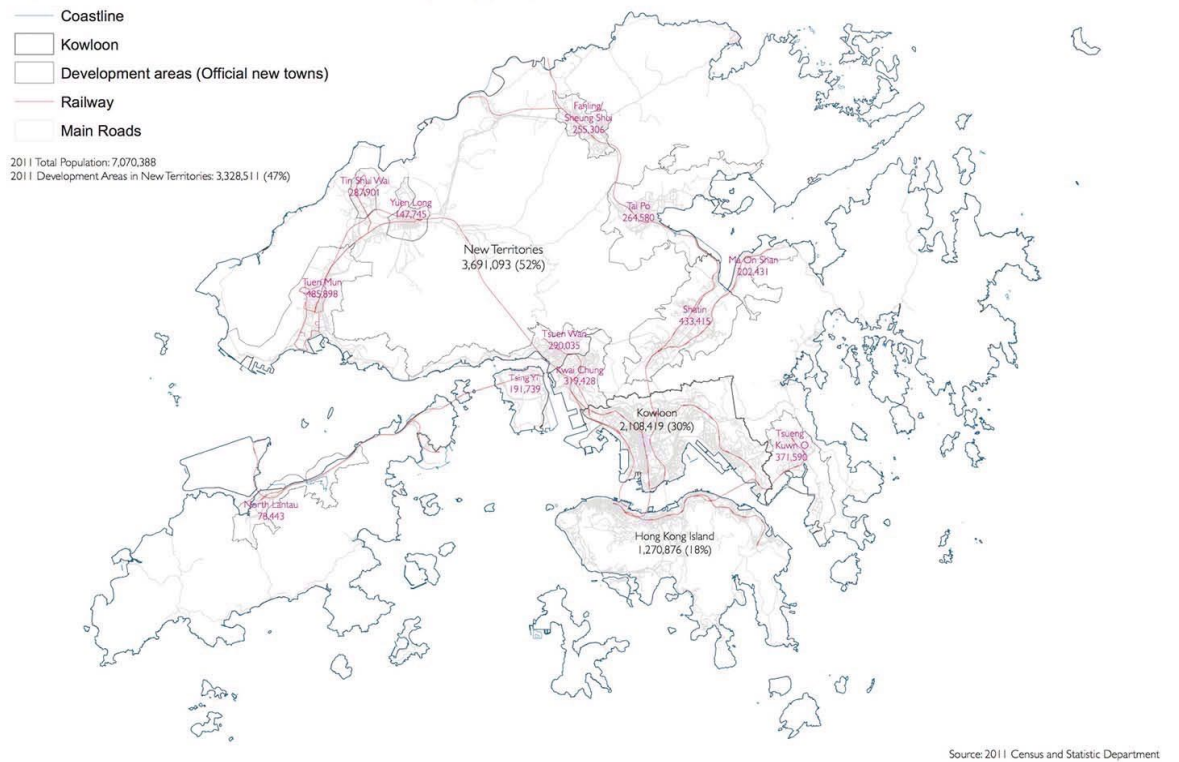 Coastline
Kowloon
Development areas (Official new towns)
Railway
Main Roads
2011 Total Population: 7,070,388
2011 Development Areas in New Territories: 3,328,511 (47%)
Fanling/
Sheung Shui
255,306
Tin Shui Wai
287,901
Yuen Long
147,745
Tai Po
264,580
New Territories
3,691,093 (52%)
Ma On Shan
202,431
Tuen Mun
485,898
Shatin
433,415
Tsuen Wan
290,035
Kwai Chung
319,428
Tsing Yi
191,739
Kowloon
2,108,419 (30%)
Tsueng
Kuwn O
371,590
North Lantau
78,443
Hong Kong Island
1,270,876 (18%)
Source: 2011 Census and Statistic Department